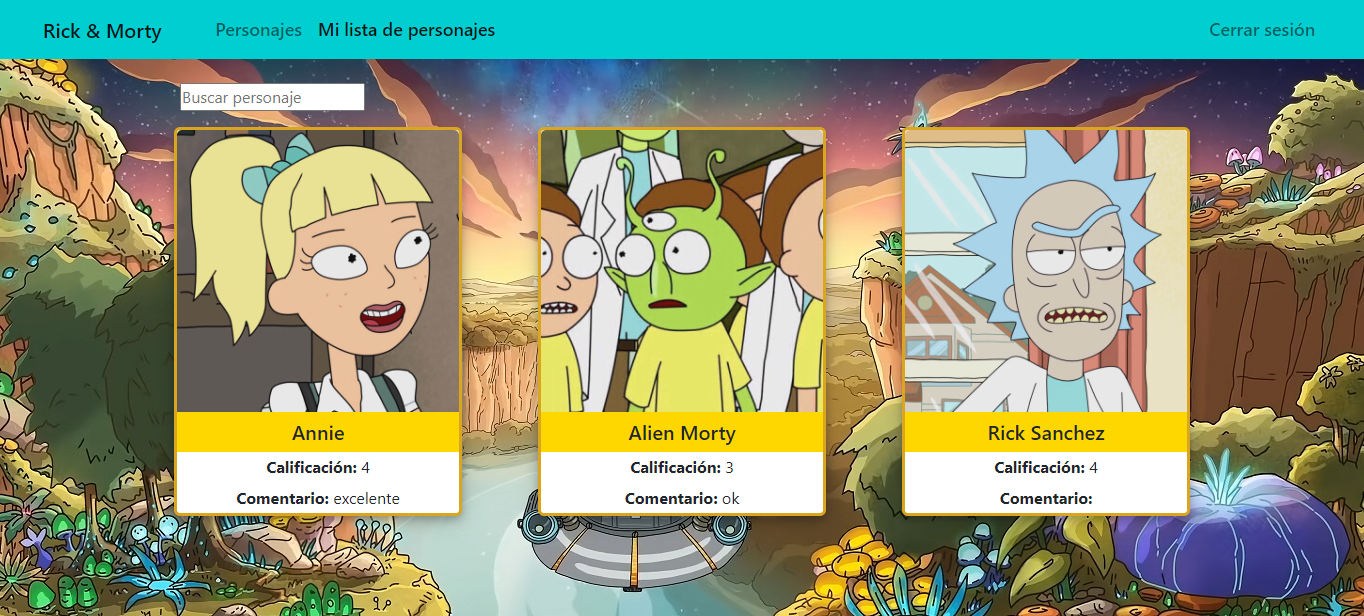 Rick & Morty Personajes Mi lista de personajes Cerrar sesión
Buscar personaje
Annie
Calificación: 4
Comentario: excelente
Alien Morty
Calificación: 3
Comentario: ok
Rick Sanchez
Calificación: 4
Comentario: